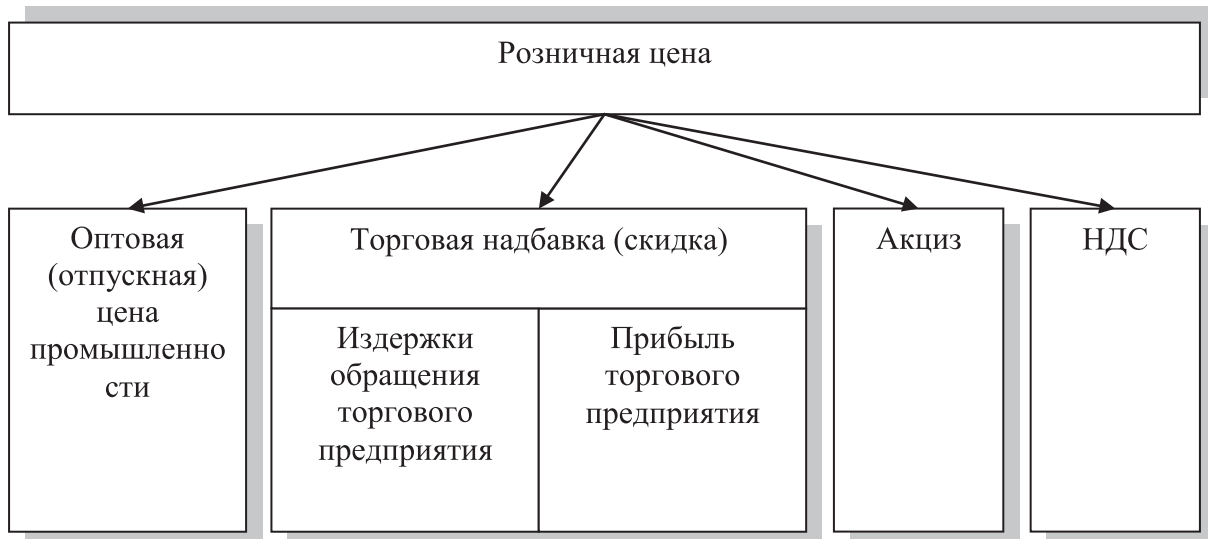 Розничная цена
Оптовая
(отпускная)
цена
промышленно
сти
Торговая надбавка (скидка)
Издержки
обращения
торгового
предприятия
Прибыль
торгового
предприятия
Акциз
НДС